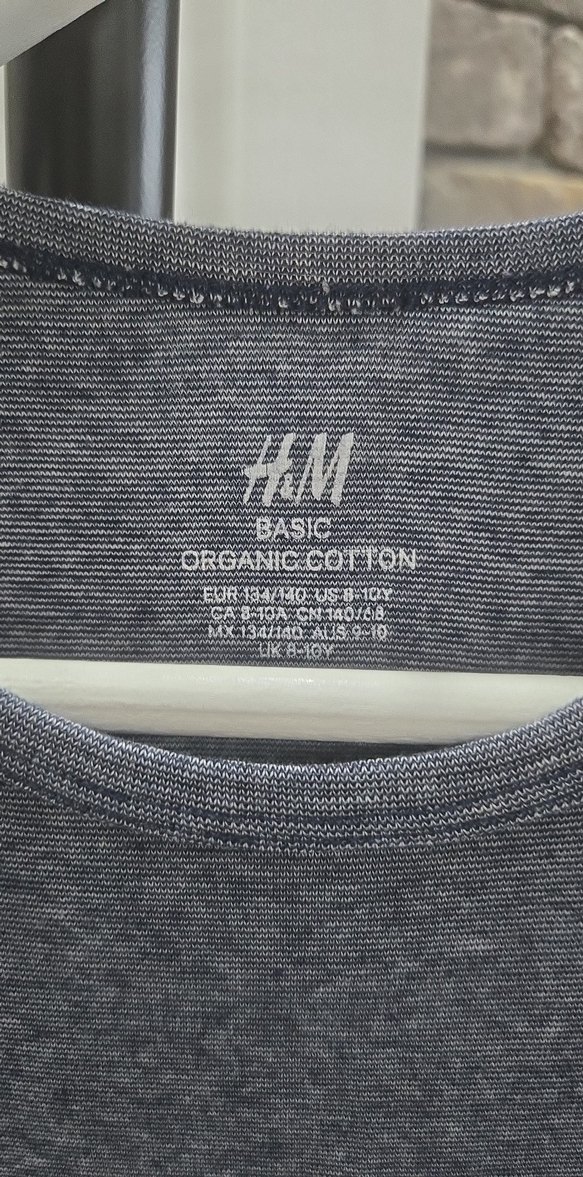 H&M
BASIC
ORGANIC COTTON
EUR 134/140 US 8-10Y
CA 8-10A CN 140/68
MX 134/140 AUS 9-10
UK 8-10Y